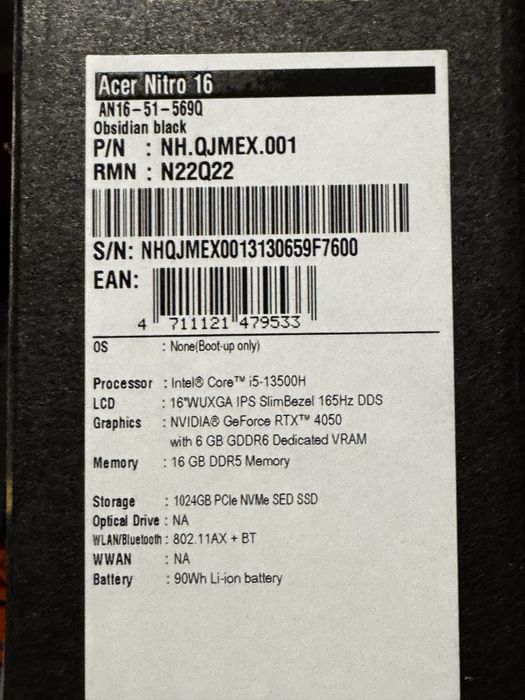 Acer Nitro 16
AN16-51-569Q
Obsidian black
P/N : NH.QJMEX.001
RMN : N22Q22
S/N: NHQJMEX0013130659F7600
EAN:
4 711121 479533
OS : None(Boot-up only)
Processor : Intel® Core™ i5-13500H
LCD : 16"WUXGA IPS SlimBezel 165Hz DDS
Graphics : NVIDIA® GeForce RTX™ 4050
with 6 GB GDDR6 Dedicated VRAM
Memory : 16 GB DDR5 Memory
Storage : 1024GB PCIe NVMe SED SSD
Optical Drive : NA
WLAN/Bluetooth : 802.11AX + BT
WWAN : NA
Battery : 90Wh Li-ion battery